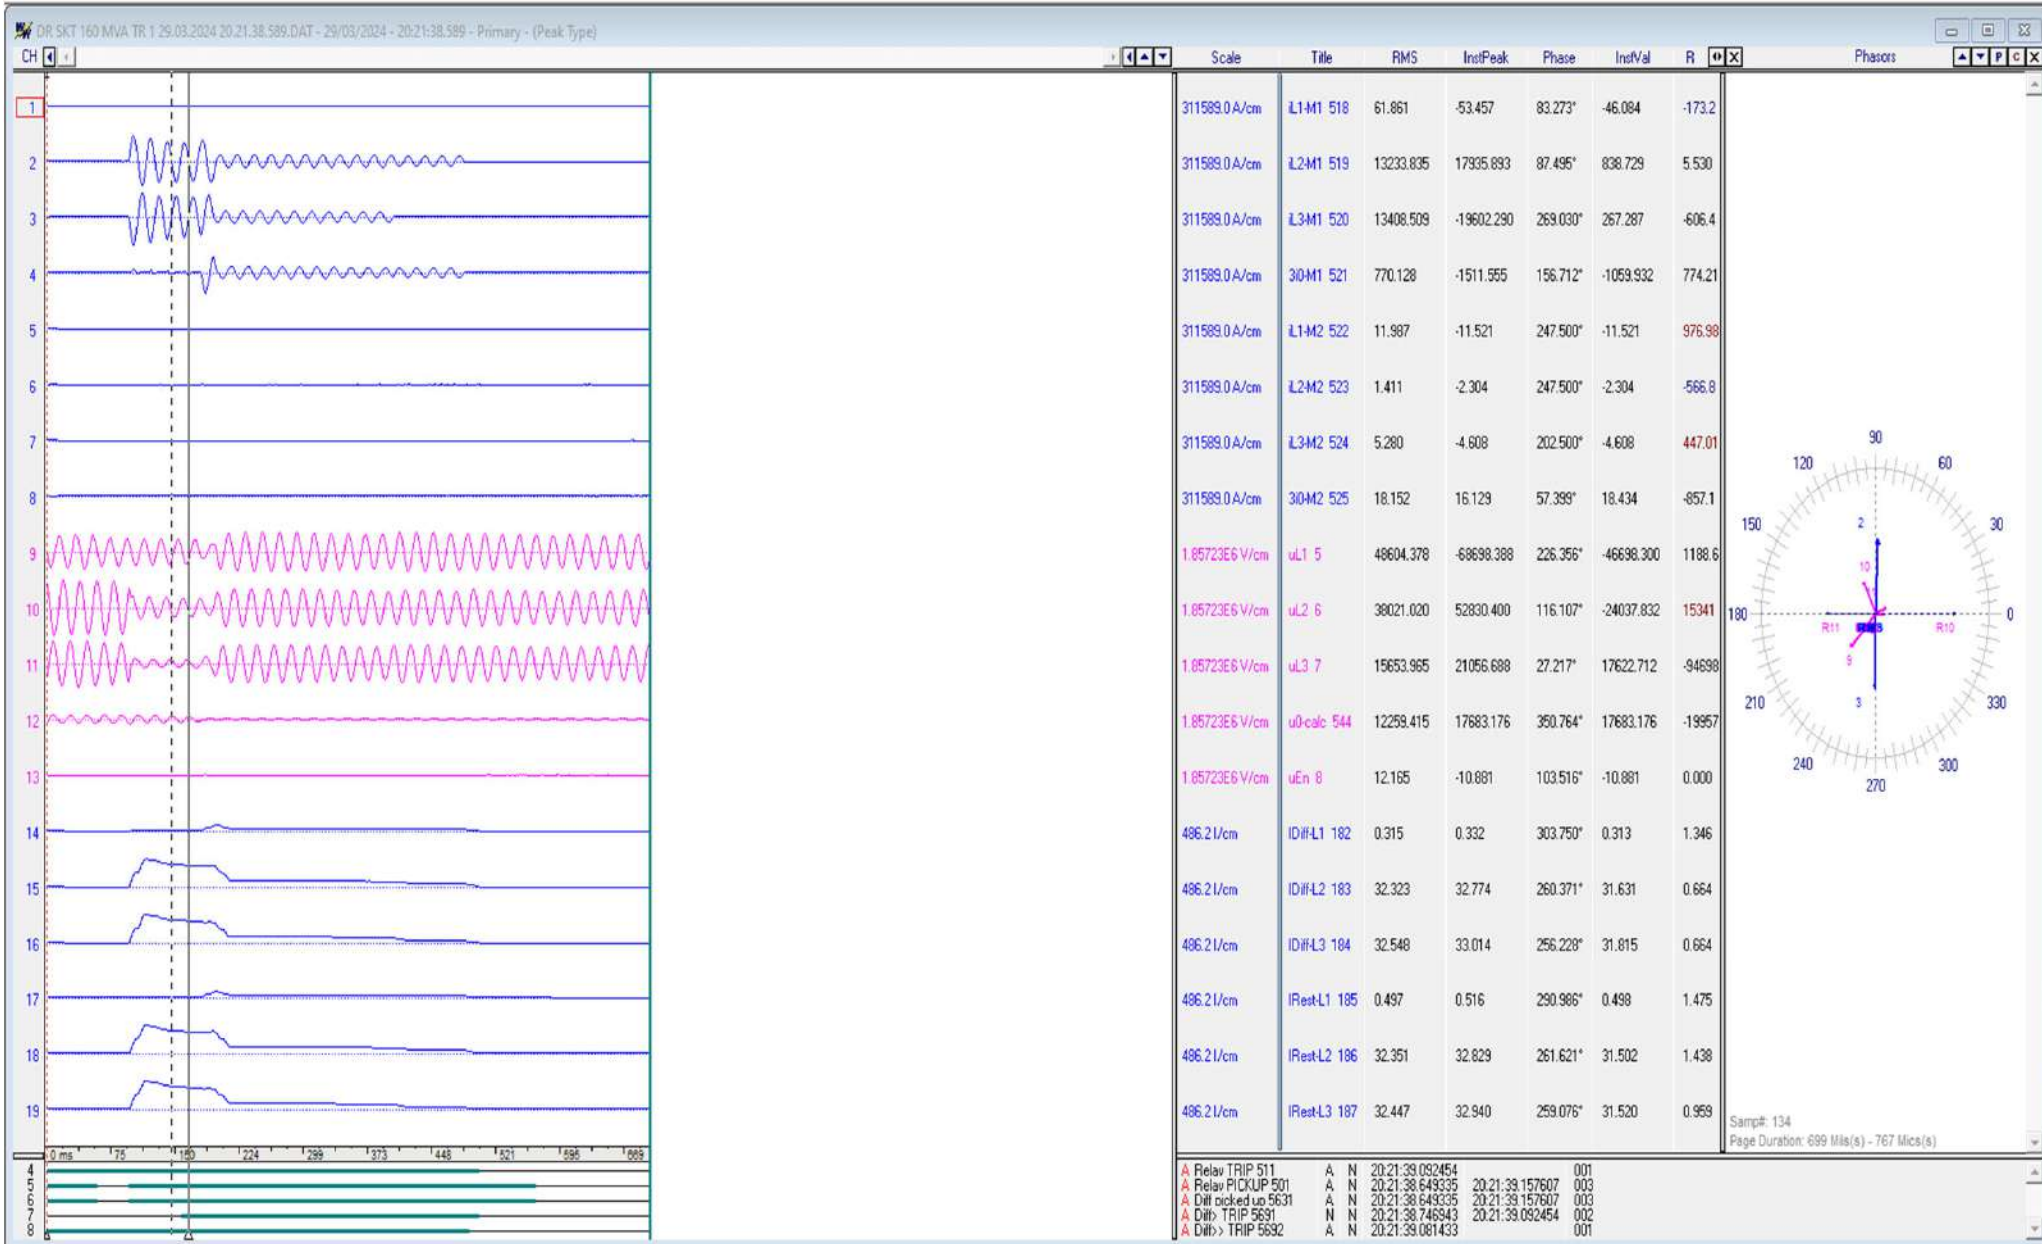 DR SKT 160 MVA TR 1 29.03.2024 20.21.38.589.DAT - 29/03/2024 - 20:21:38.589 - Primary - (Peak Type)
CH Scale Title RMS InstPeak Phase InstVal R Phasors
1 311589.0 A/cm iL1-M1 518 61.861 -53.457 83.273° -46.084 -173.2
2 311589.0 A/cm iL2-M1 519 13233.835 17935.893 87.495° 838.729 5.530
3 311589.0 A/cm iL3-M1 520 13408.509 -19602.290 269.030° 267.287 -606.4
4 311589.0 A/cm 3i0-M1 521 770.128 -1511.555 156.712° -1059.932 774.21
5 311589.0 A/cm iL1-M2 522 11.987 -11.521 247.500° -11.521 976.98
6 311589.0 A/cm iL2-M2 523 1.411 -2.304 247.500° -2.304 -566.8
7 311589.0 A/cm iL3-M2 524 5.280 -4.608 202.500° -4.608 447.01
8 311589.0 A/cm 3i0-M2 525 18.152 16.129 57.399° 18.434 -857.1
9 1.85723E6 V/cm uL1 5 48604.378 -68698.388 226.356° -46698.300 1188.6
10 1.85723E6 V/cm uL2 6 38021.020 52830.400 116.107° -24037.832 15341
11 1.85723E6 V/cm uL3 7 15653.965 21056.688 27.217° 17622.712 -94698
12 1.85723E6 V/cm u0-calc 544 12259.415 17683.176 350.764° 17683.176 -19957
13 1.85723E6 V/cm uEn 8 12.165 -10.881 103.516° -10.881 0.000
14 486.2 I/cm IDiff-L1 182 0.315 0.332 303.750° 0.313 1.346
15 486.2 I/cm IDiff-L2 183 32.323 32.774 260.371° 31.631 0.664
16 486.2 I/cm IDiff-L3 184 32.548 33.014 256.228° 31.815 0.664
17 486.2 I/cm IRest-L1 185 0.497 0.516 290.986° 0.498 1.475
18 486.2 I/cm IRest-L2 186 32.351 32.829 261.621° 31.502 1.438
19 486.2 I/cm IRest-L3 187 32.447 32.940 259.076° 31.520 0.959
90
120 60
150 2 30
10
180 0
R11 R10
9
210 3 330
240 300
270
Samp#: 134
Page Duration: 699 Mils(s) - 767 Mics(s)
0 ms 75 150 224 299 373 448 521 595 669
4 A Relay TRIP 511 A N 20:21:39.092454 001
5 A Relay PICKUP 501 A N 20:21:38.649335 20:21:39.157607 003
6 A Diff picked up 5631 A N 20:21:38.649335 20:21:39.157607 003
7 A Diff> TRIP 5691 N N 20:21:38.746943 20:21:39.092454 002
8 A Diff>> TRIP 5692 A N 20:21:39.081433 001